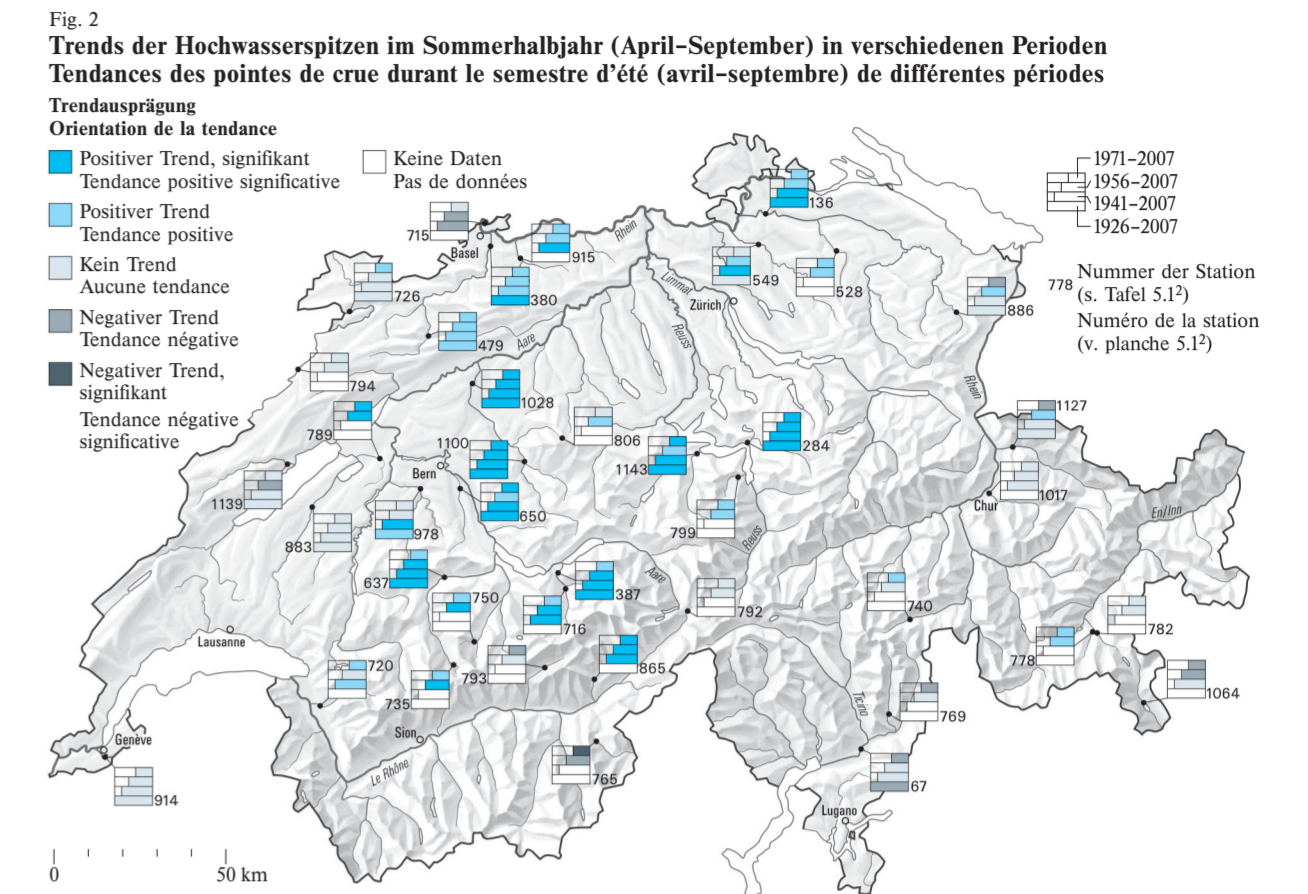 Fig. 2
Trends der Hochwasserspitzen im Sommerhalbjahr (April–September) in verschiedenen Perioden
Tendances des pointes de crue durant le semestre d'été (avril–septembre) de différentes périodes
Trendausprägung
Orientation de la tendance
Positiver Trend, signifikant
Tendance positive significative
Positiver Trend
Tendance positive
Kein Trend
Aucune tendance
Negativer Trend
Tendance négative
Negativer Trend,
signifikant
Tendance négative
significative
Keine Daten
Pas de données
1971–2007
1956–2007
1941–2007
1926–2007
778
Nummer der Station
(s. Tafel 5.1²)
Numéro de la station
(v. planche 5.1²)
136
715
Basel
915
Rhein
549
528
726
380
Limmat
Zürich
886
479
Aare
Reuss
794
Rhein
1028
789
806
1127
1100
Bern
1143
284
1139
650
1017
Chur
En/Inn
883
978
799
Reuss
637
750
387
Aare
792
740
716
782
Lausanne
778
720
793
865
735
1064
Sion
Ticino
769
Genève
Le Rhône
765
67
914
Lugano
0
50 km